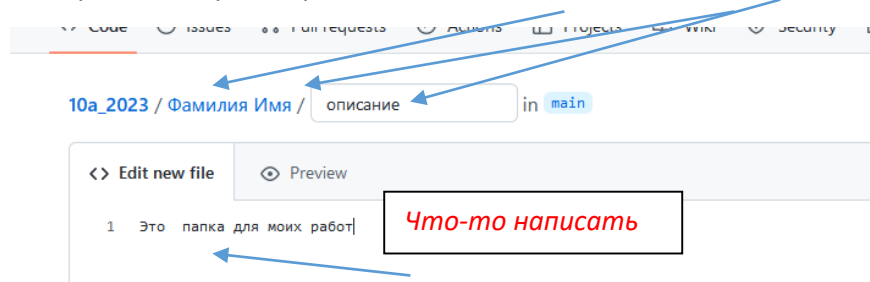 <> Code Issues Pull requests Actions Projects Wiki Security
10a_2023 / Фамилия Имя / описание in main
<> Edit new file Preview
1 Это папка для моих работ
Что-то написать